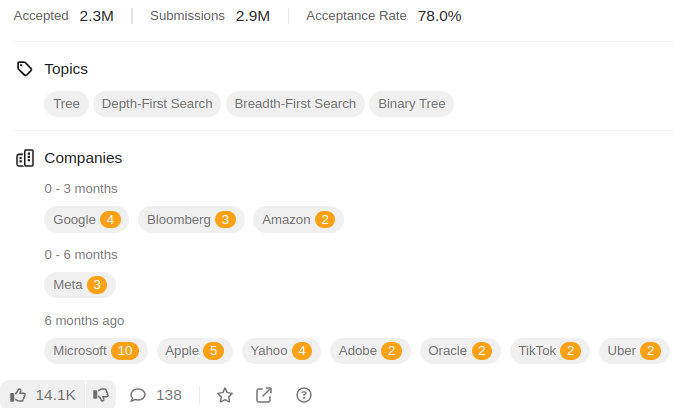 Accepted 2.3M Submissions 2.9M Acceptance Rate 78.0%
Topics
Tree Depth-First Search Breadth-First Search Binary Tree
Companies
0 - 3 months
Google 4 Bloomberg 3 Amazon 2
0 - 6 months
Meta 3
6 months ago
Microsoft 10 Apple 5 Yahoo 4 Adobe 2 Oracle 2 TikTok 2 Uber 2
14.1K 138